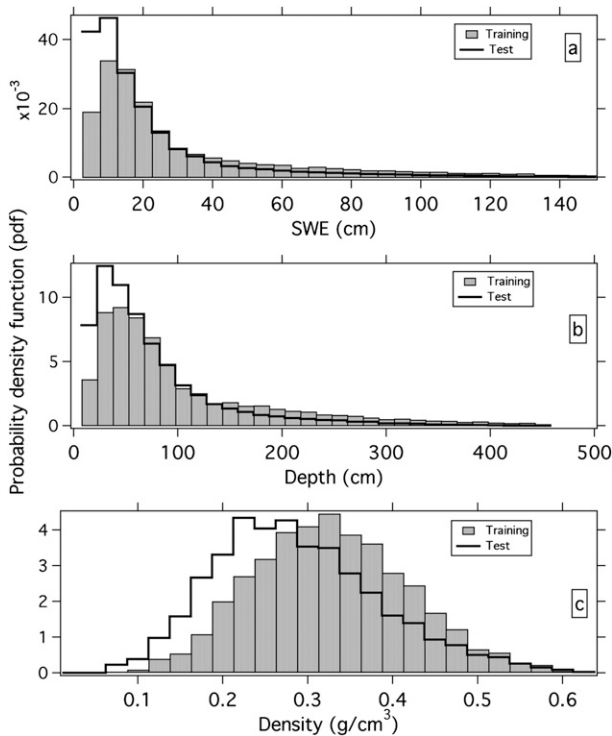 Probability density function (pdf)
x10⁻³
40
20
0
Training
Test
a
0 20 40 60 80 100 120 140
SWE (cm)
10
5
0
Training
Test
b
0 100 200 300 400 500
Depth (cm)
4
3
2
1
0
Training
Test
c
0.1 0.2 0.3 0.4 0.5 0.6
Density (g/cm³)